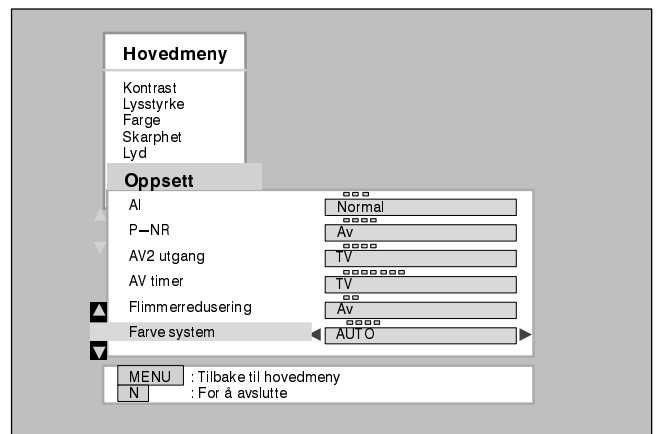 Hovedmeny
Kontrast
Lysstyrke
Farge
Skarphet
Lyd
Oppsett
AI Normal
P–NR Av
AV2 utgang TV
AV timer TV
Flimmerredusering Av
Farve system AUTO
MENU : Tilbake til hovedmeny
N : For å avslutte